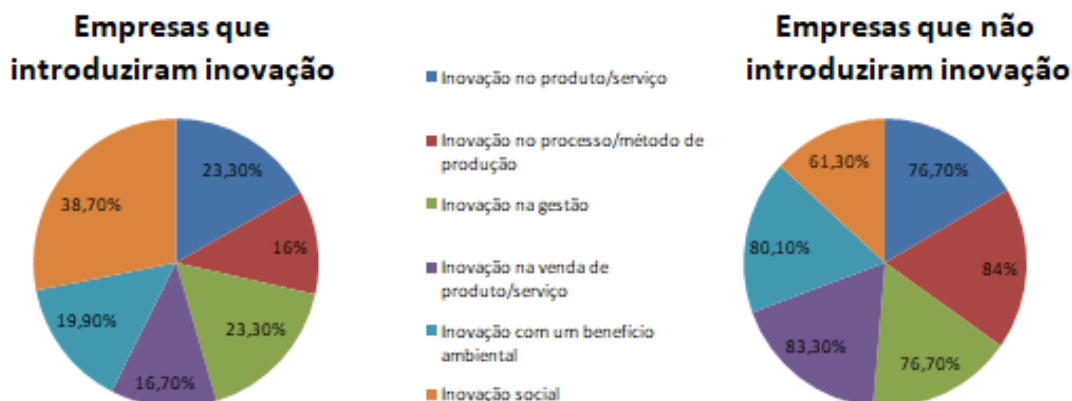 Empresas que
introduziram inovação
23,30%
16%
23,30%
16,70%
19,90%
38,70%
Inovação no produto/serviço
Inovação no processo/método de
produção
Inovação na gestão
Inovação na venda de
produto/serviço
Inovação com um benefício
ambiental
Inovação social
Empresas que não
introduziram inovação
76,70%
84%
76,70%
83,30%
80,10%
61,30%